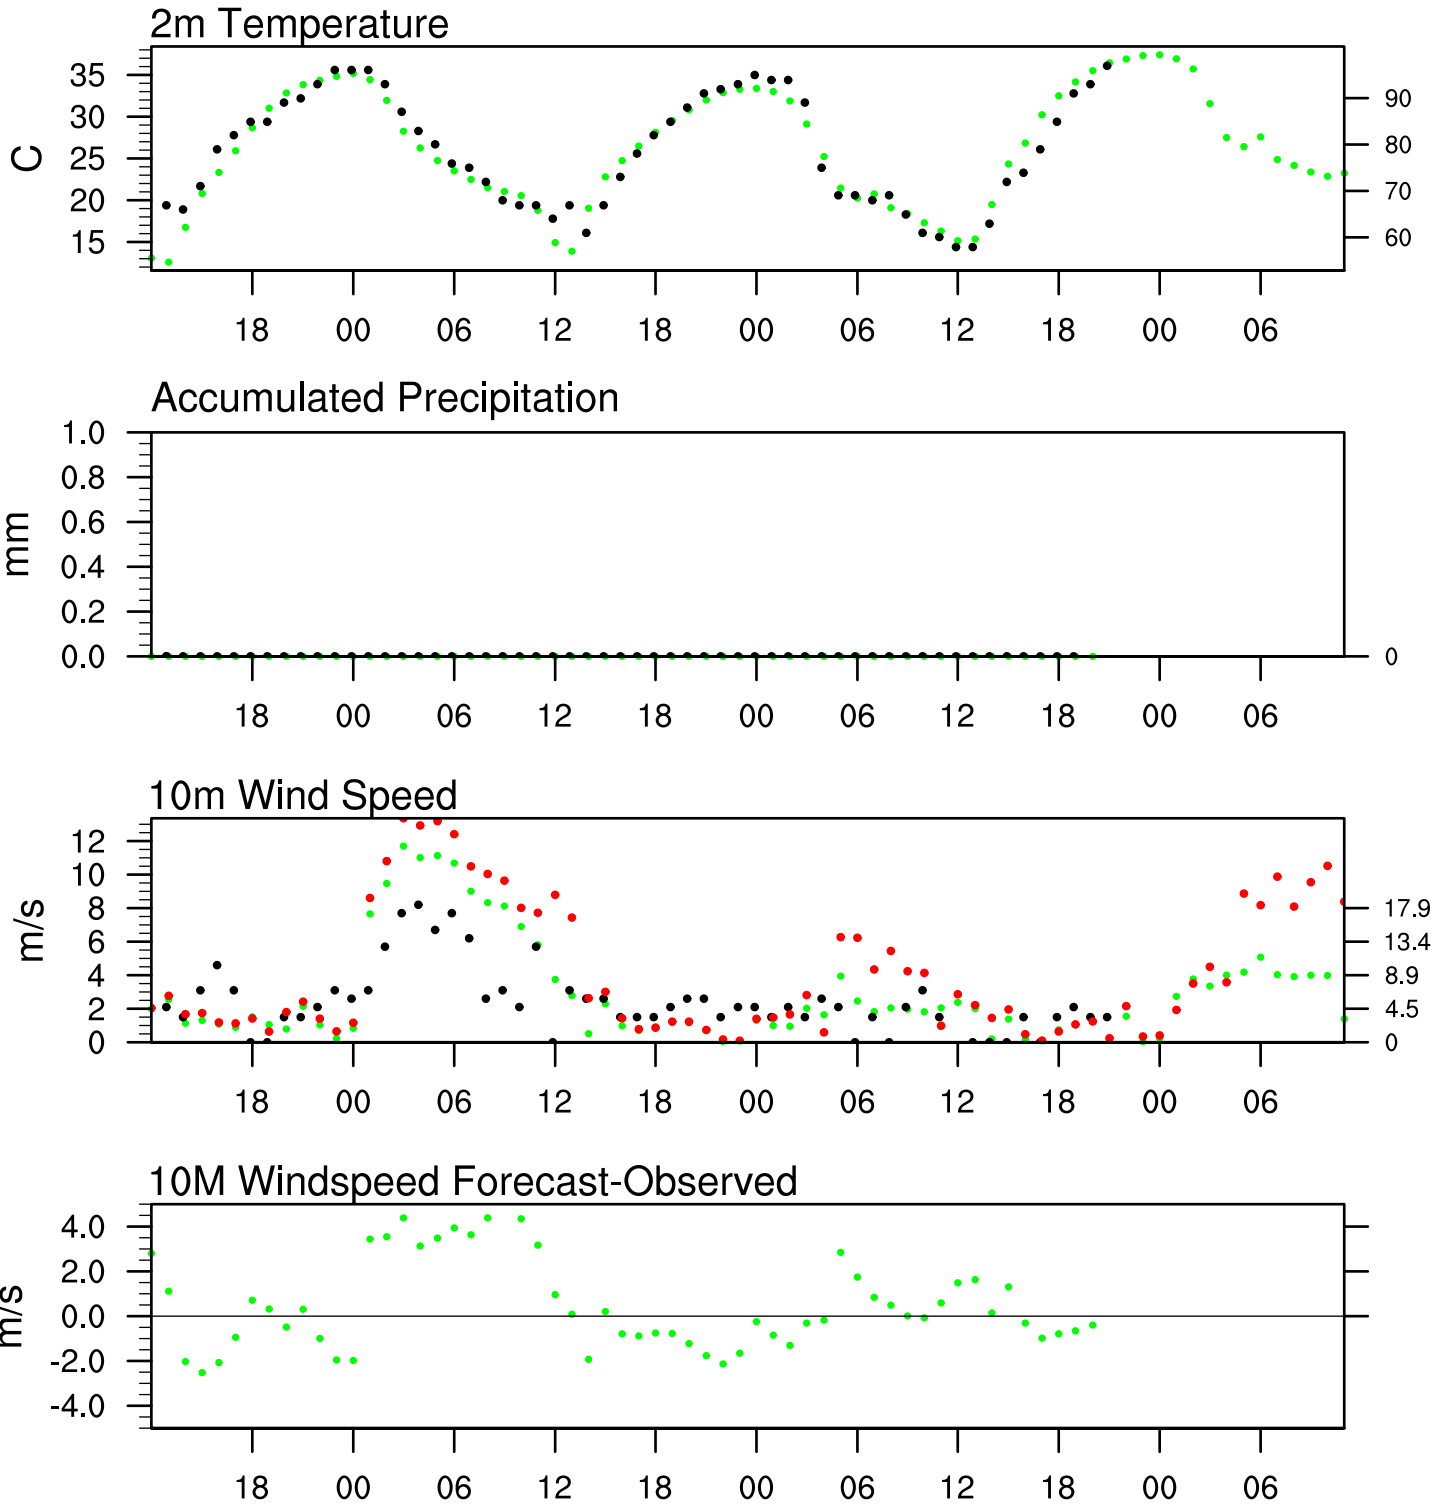 2m Temperature
35
30
25
20
15
C
90
80
70
60
18 00 06 12 18 00 06 12 18 00 06
Accumulated Precipitation
1.0
0.8
0.6
0.4
0.2
0.0
mm
0
18 00 06 12 18 00 06 12 18 00 06
10m Wind Speed
12
10
8
6
4
2
0
m/s
17.9
13.4
8.9
4.5
0
18 00 06 12 18 00 06 12 18 00 06
10M Windspeed Forecast-Observed
4.0
2.0
0.0
-2.0
-4.0
m/s
18 00 06 12 18 00 06 12 18 00 06